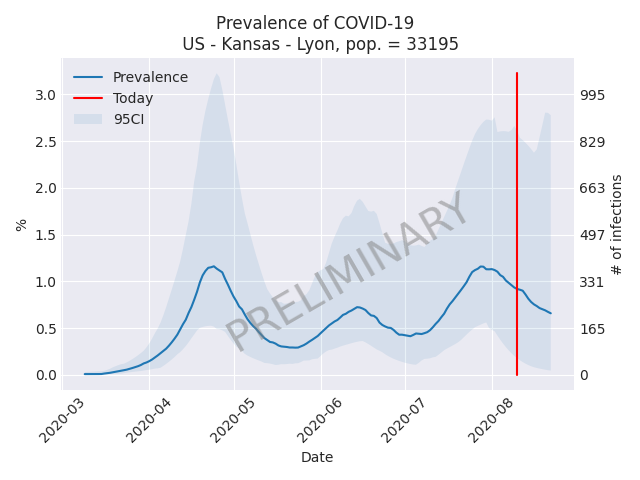 Prevalence of COVID-19
US - Kansas - Lyon, pop. = 33195
Prevalence
Today
95CI
PRELIMINARY
%
3.0
2.5
2.0
1.5
1.0
0.5
0.0
995
829
663
497
331
165
0
# of infections
2020-03
2020-04
2020-05
2020-06
2020-07
2020-08
Date